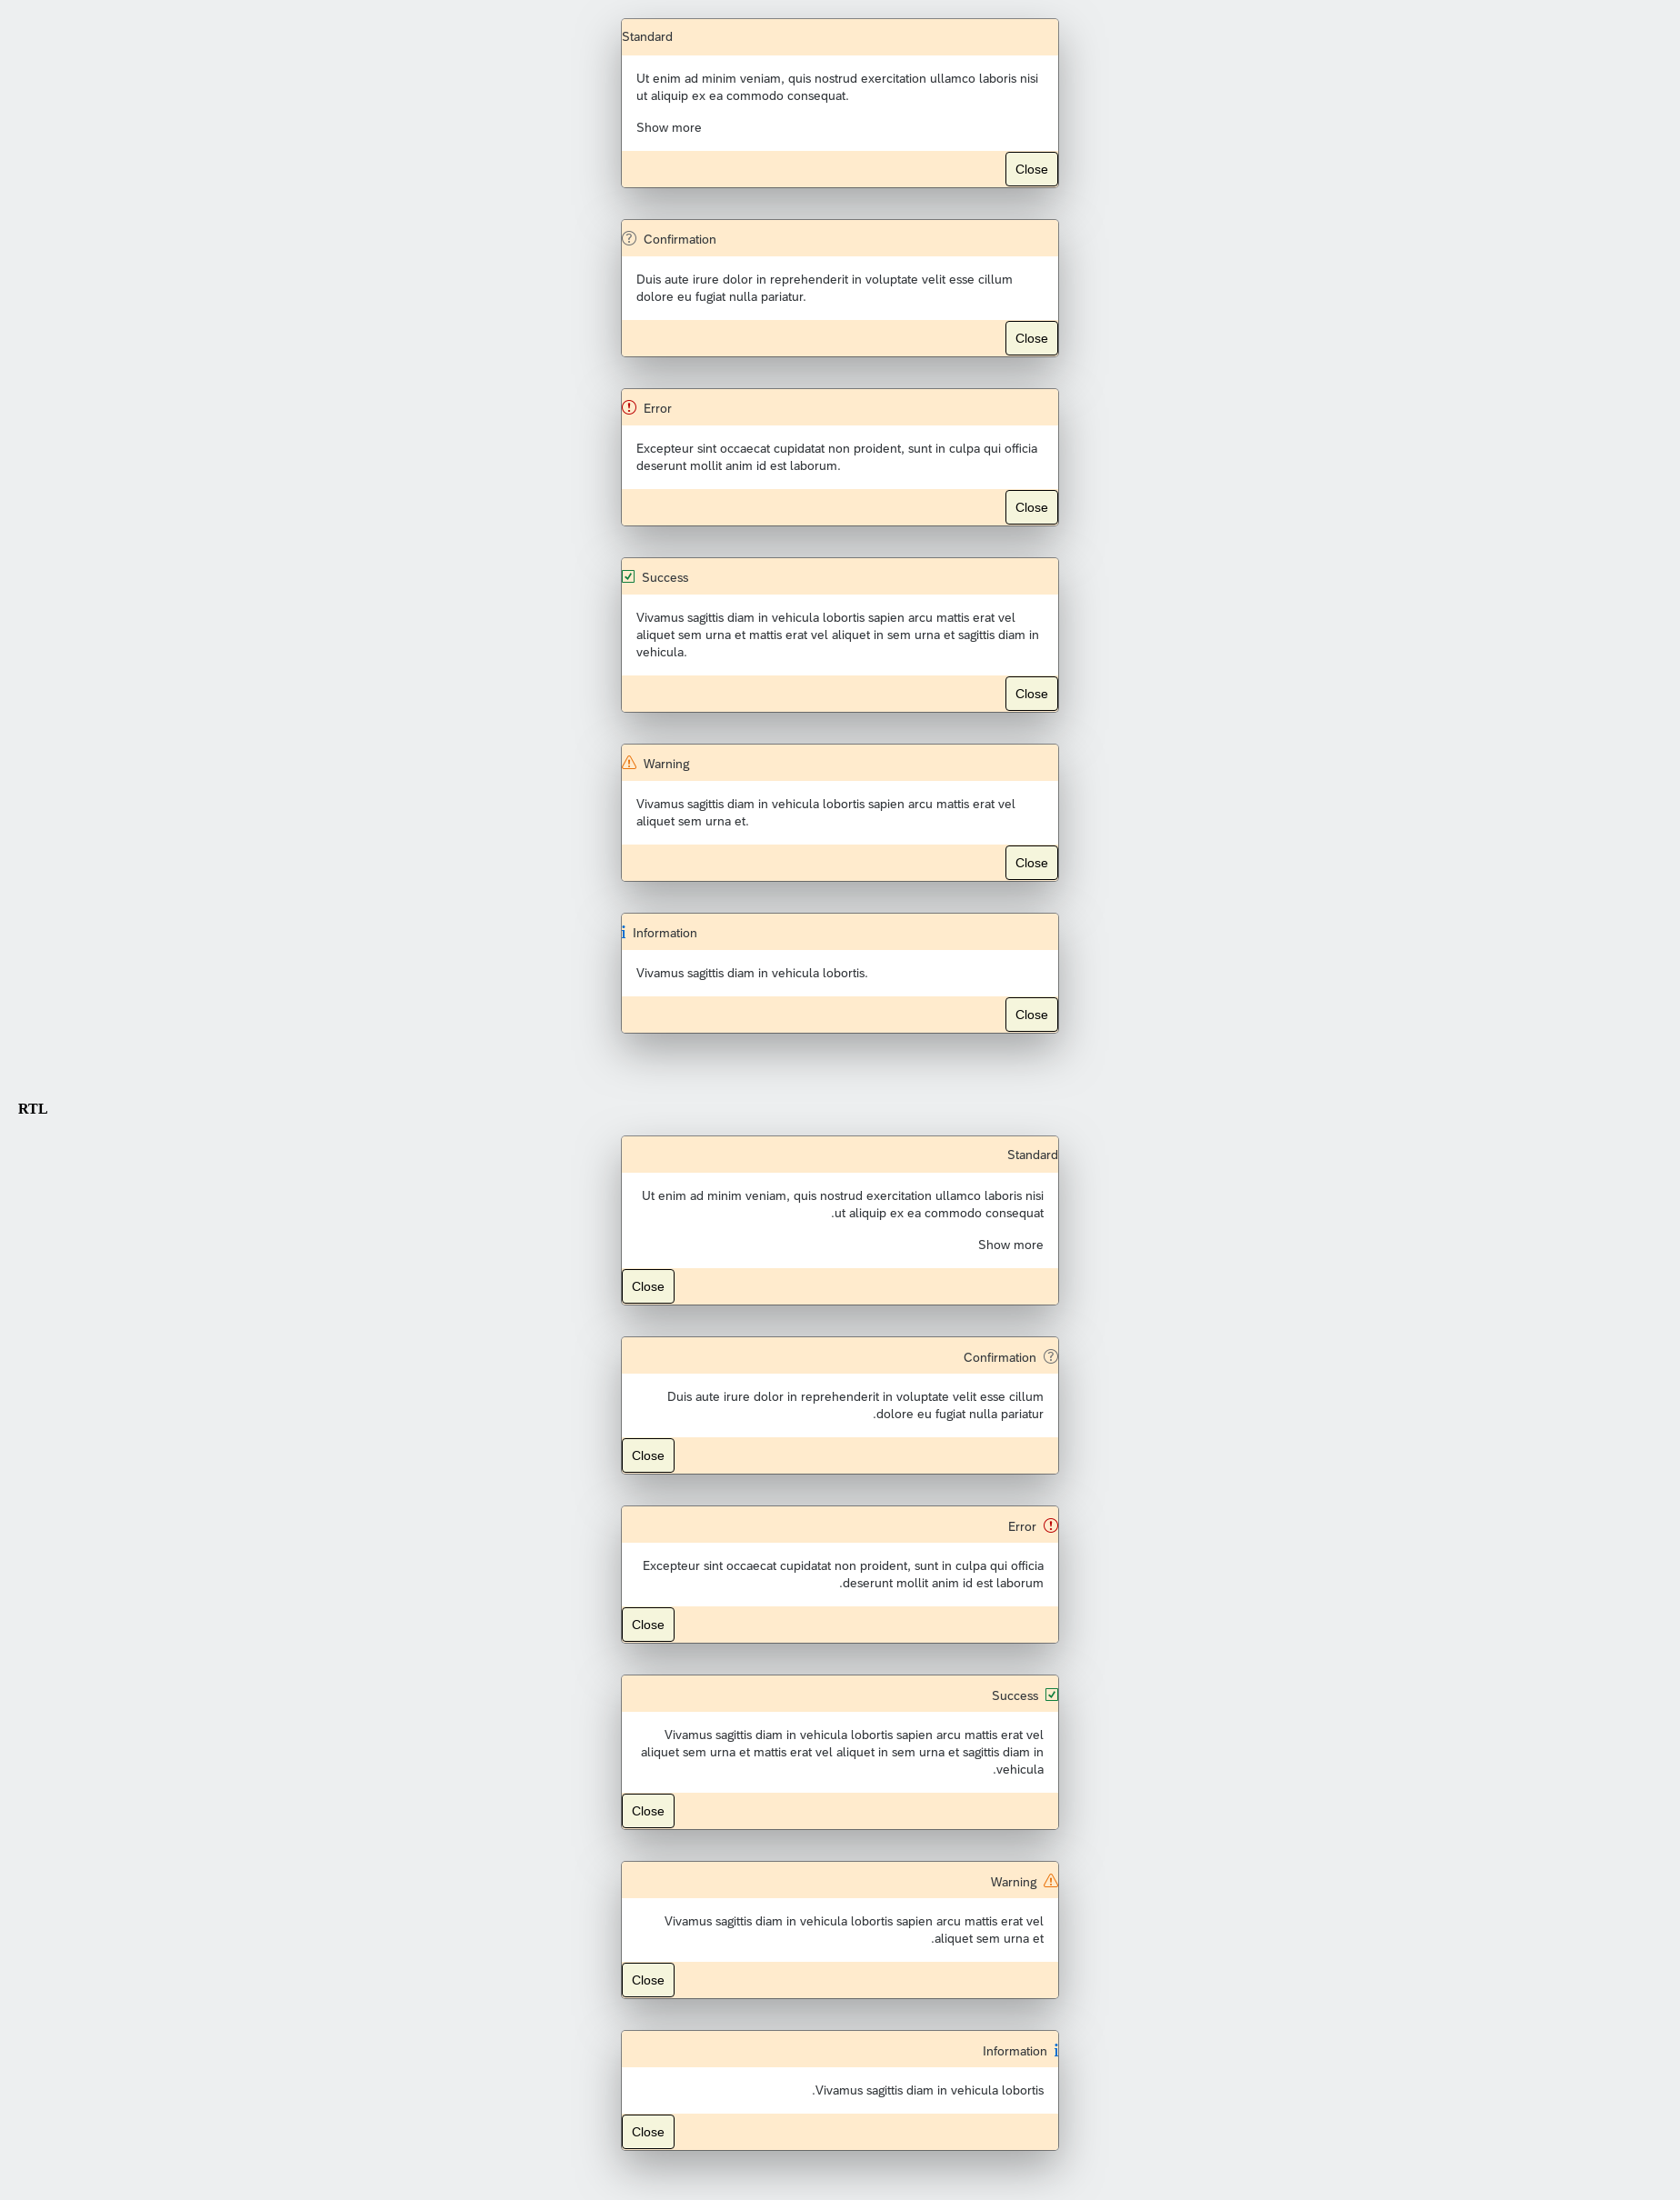 Standard
Ut enim ad minim veniam, quis nostrud exercitation ullamco laboris nisi
ut aliquip ex ea commodo consequat.
Show more
Close
Confirmation
Duis aute irure dolor in reprehenderit in voluptate velit esse cillum
dolore eu fugiat nulla pariatur.
Close
Error
Excepteur sint occaecat cupidatat non proident, sunt in culpa qui officia
deserunt mollit anim id est laborum.
Close
Success
Vivamus sagittis diam in vehicula lobortis sapien arcu mattis erat vel
aliquet sem urna et mattis erat vel aliquet in sem urna et sagittis diam in
vehicula.
Close
Warning
Vivamus sagittis diam in vehicula lobortis sapien arcu mattis erat vel
aliquet sem urna et.
Close
Information
Vivamus sagittis diam in vehicula lobortis.
Close
RTL
Standard
Ut enim ad minim veniam, quis nostrud exercitation ullamco laboris nisi
.ut aliquip ex ea commodo consequat
Show more
Close
Confirmation
Duis aute irure dolor in reprehenderit in voluptate velit esse cillum
.dolore eu fugiat nulla pariatur
Close
Error
Excepteur sint occaecat cupidatat non proident, sunt in culpa qui officia
.deserunt mollit anim id est laborum
Close
Success
Vivamus sagittis diam in vehicula lobortis sapien arcu mattis erat vel
aliquet sem urna et mattis erat vel aliquet in sem urna et sagittis diam in
.vehicula
Close
Warning
Vivamus sagittis diam in vehicula lobortis sapien arcu mattis erat vel
.aliquet sem urna et
Close
Information
.Vivamus sagittis diam in vehicula lobortis
Close